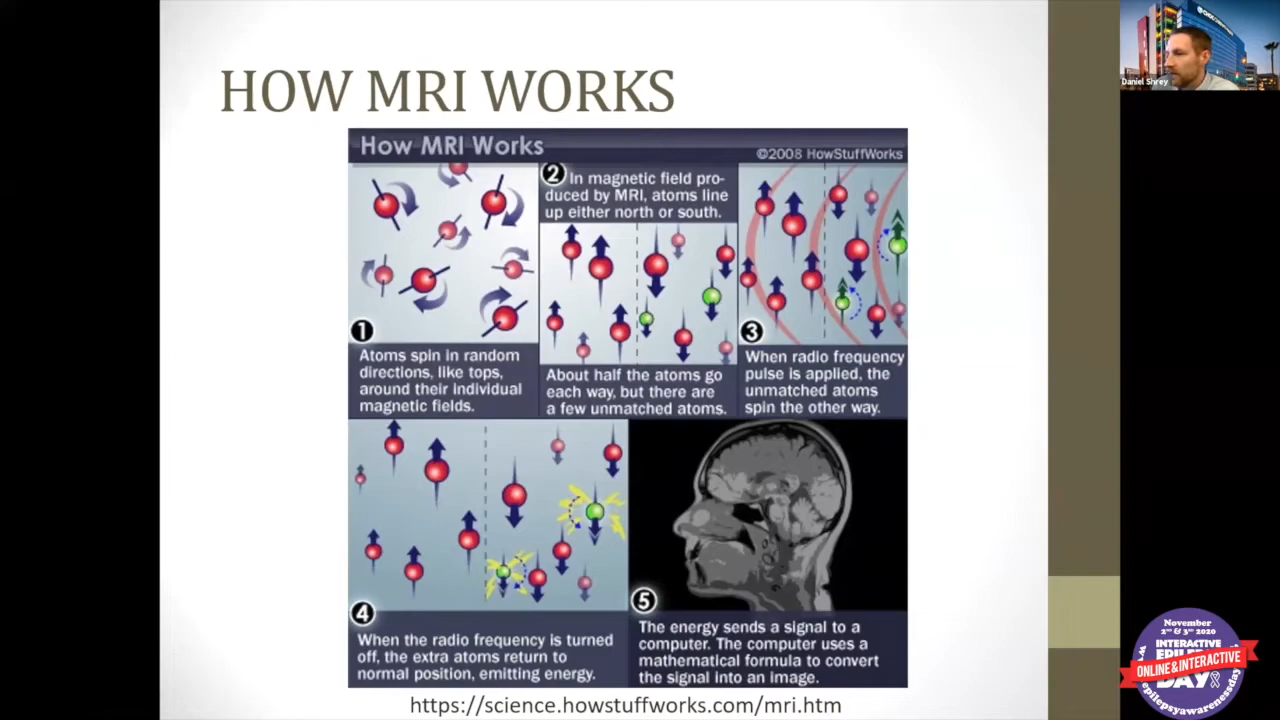 HOW MRI WORKS
How MRI Works
©2008 HowStuffWorks
1
Atoms spin in random
directions, like tops,
around their individual
magnetic fields.
2
In magnetic field pro-
duced by MRI, atoms line
up either north or south.
About half the atoms go
each way, but there are
a few unmatched atoms.
3
When radio frequency
pulse is applied, the
unmatched atoms
spin the other way.
4
When the radio frequency is turned
off, the extra atoms return to
normal position, emitting energy.
5
The energy sends a signal to a
computer. The computer uses a
mathematical formula to convert
the signal into an image.
https://science.howstuffworks.com/mri.htm
Daniel Shrey
November
2nd & 3rd 2020
INTERACTIVE
ONLINE & INTERACTIVE
DAY